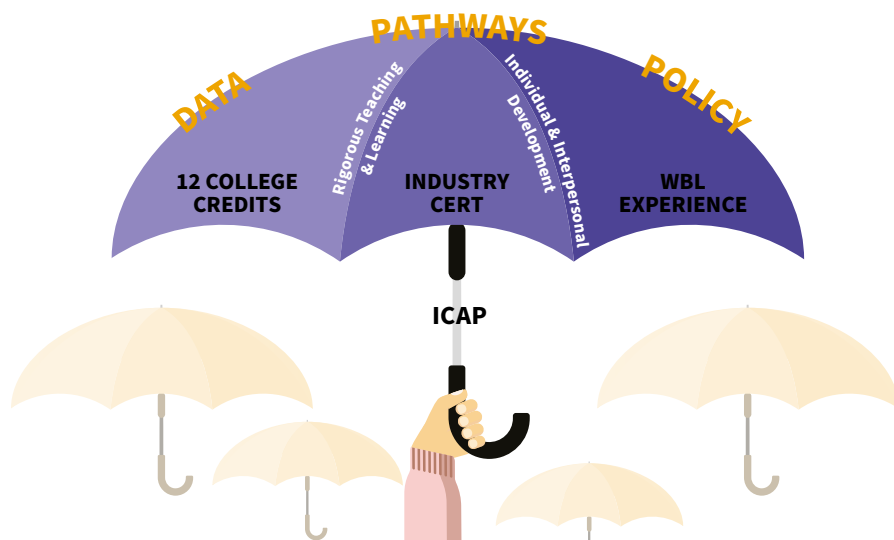 PATHWAYS
DATA
POLICY
Rigorous Teaching
& Learning
Individual & Interpersonal
Development
12 COLLEGE
CREDITS
INDUSTRY
CERT
WBL
EXPERIENCE
ICAP